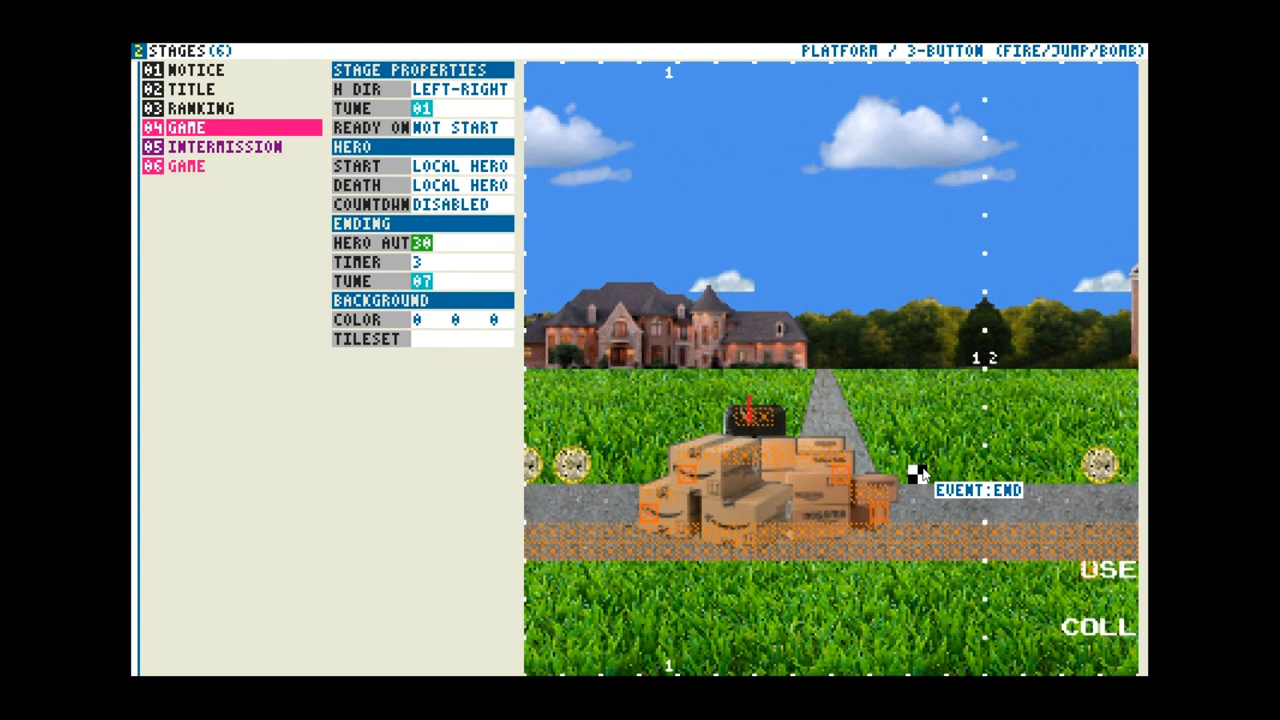 2 STAGES(6)
PLATFORM / 3-BUTTON (FIRE/JUMP/BOMB)
01 NOTICE
02 TITLE
03 RANKING
04 GAME
05 INTERMISSION
06 GAME
STAGE PROPERTIES
H DIR LEFT-RIGHT
TUNE 01
READY ON NOT START
HERO
START LOCAL HERO
DEATH LOCAL HERO
COUNTDWN DISABLED
ENDING
HERO AUT 30
TIMER 3
TUNE 07
BACKGROUND
COLOR 0 0 0
TILESET
1
1 2
EVENT:END
USE
COLL
1